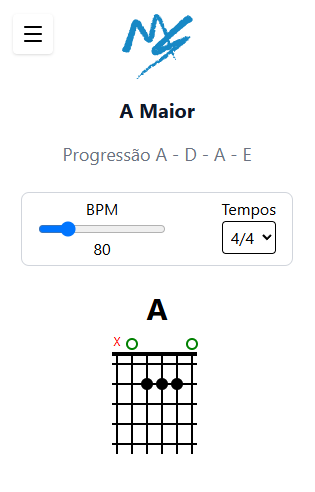 A Maior
Progressão A - D - A - E
BPM
Tempos
4/4
80
A
X